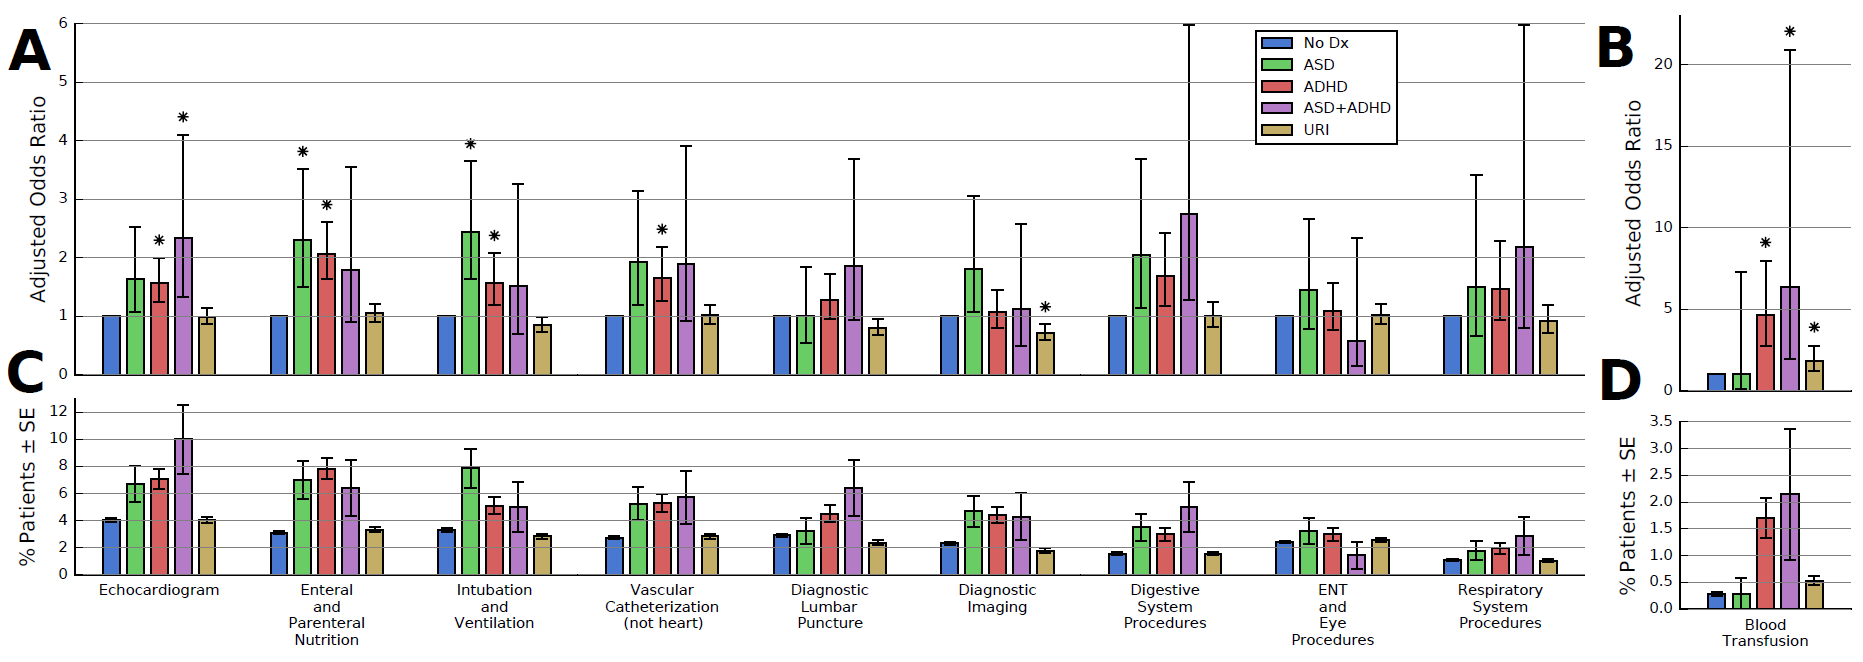 A
Adjusted Odds Ratio
6
5
4
3
2
1
0
*
*
*
*
*
*
*
*
No Dx
ASD
ADHD
ASD+ADHD
URI
B
Adjusted Odds Ratio
20
15
10
5
0
*
*
*
C
% Patients ± SE
12
10
8
6
4
2
0
Echocardiogram
Enteral
and
Parenteral
Nutrition
Intubation
and
Ventilation
Vascular
Catheterization
(not heart)
Diagnostic
Lumbar
Puncture
Diagnostic
Imaging
Digestive
System
Procedures
ENT
and
Eye
Procedures
Respiratory
System
Procedures
D
% Patients ± SE
3.5
3.0
2.5
2.0
1.5
1.0
0.5
0.0
Blood
Transfusion